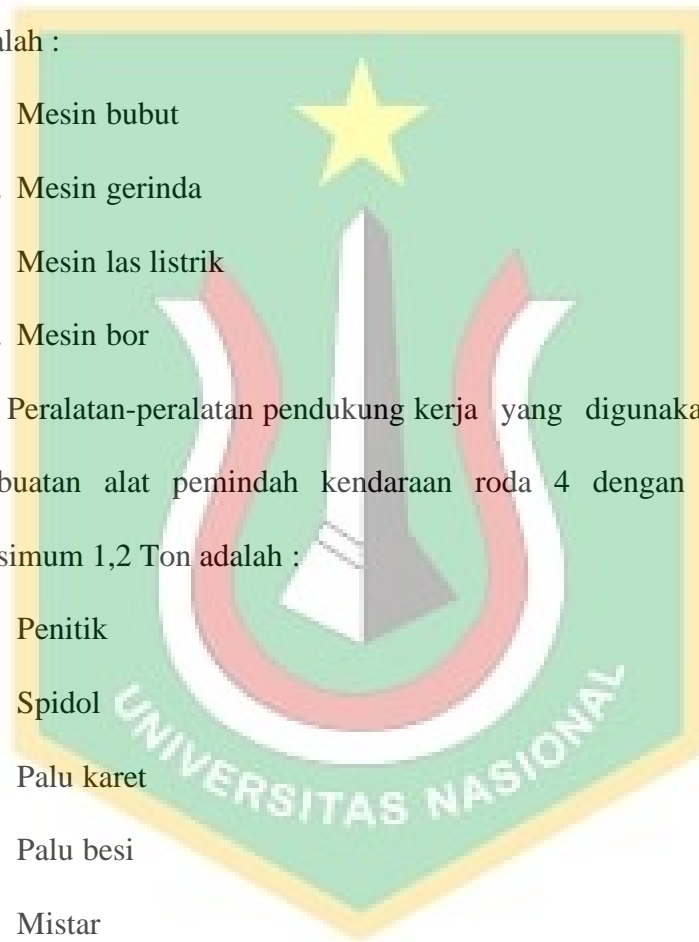 alah :
Mesin bubut
. Mesin gerinda
Mesin las listrik
. Mesin bor
Peralatan-peralatan pendukung kerja yang digunaka
buatan alat pemindah kendaraan roda 4 dengan
simum 1,2 Ton adalah :
Penitik
Spidol
UNIVERSITAS NASIONAL
Palu karet
Palu besi
Mistar